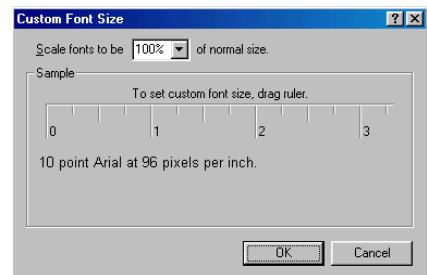 Custom Font Size
Scale fonts to be 100% of normal size.
Sample
To set custom font size, drag ruler.
0 1 2 3
10 point Arial at 96 pixels per inch.
OK Cancel